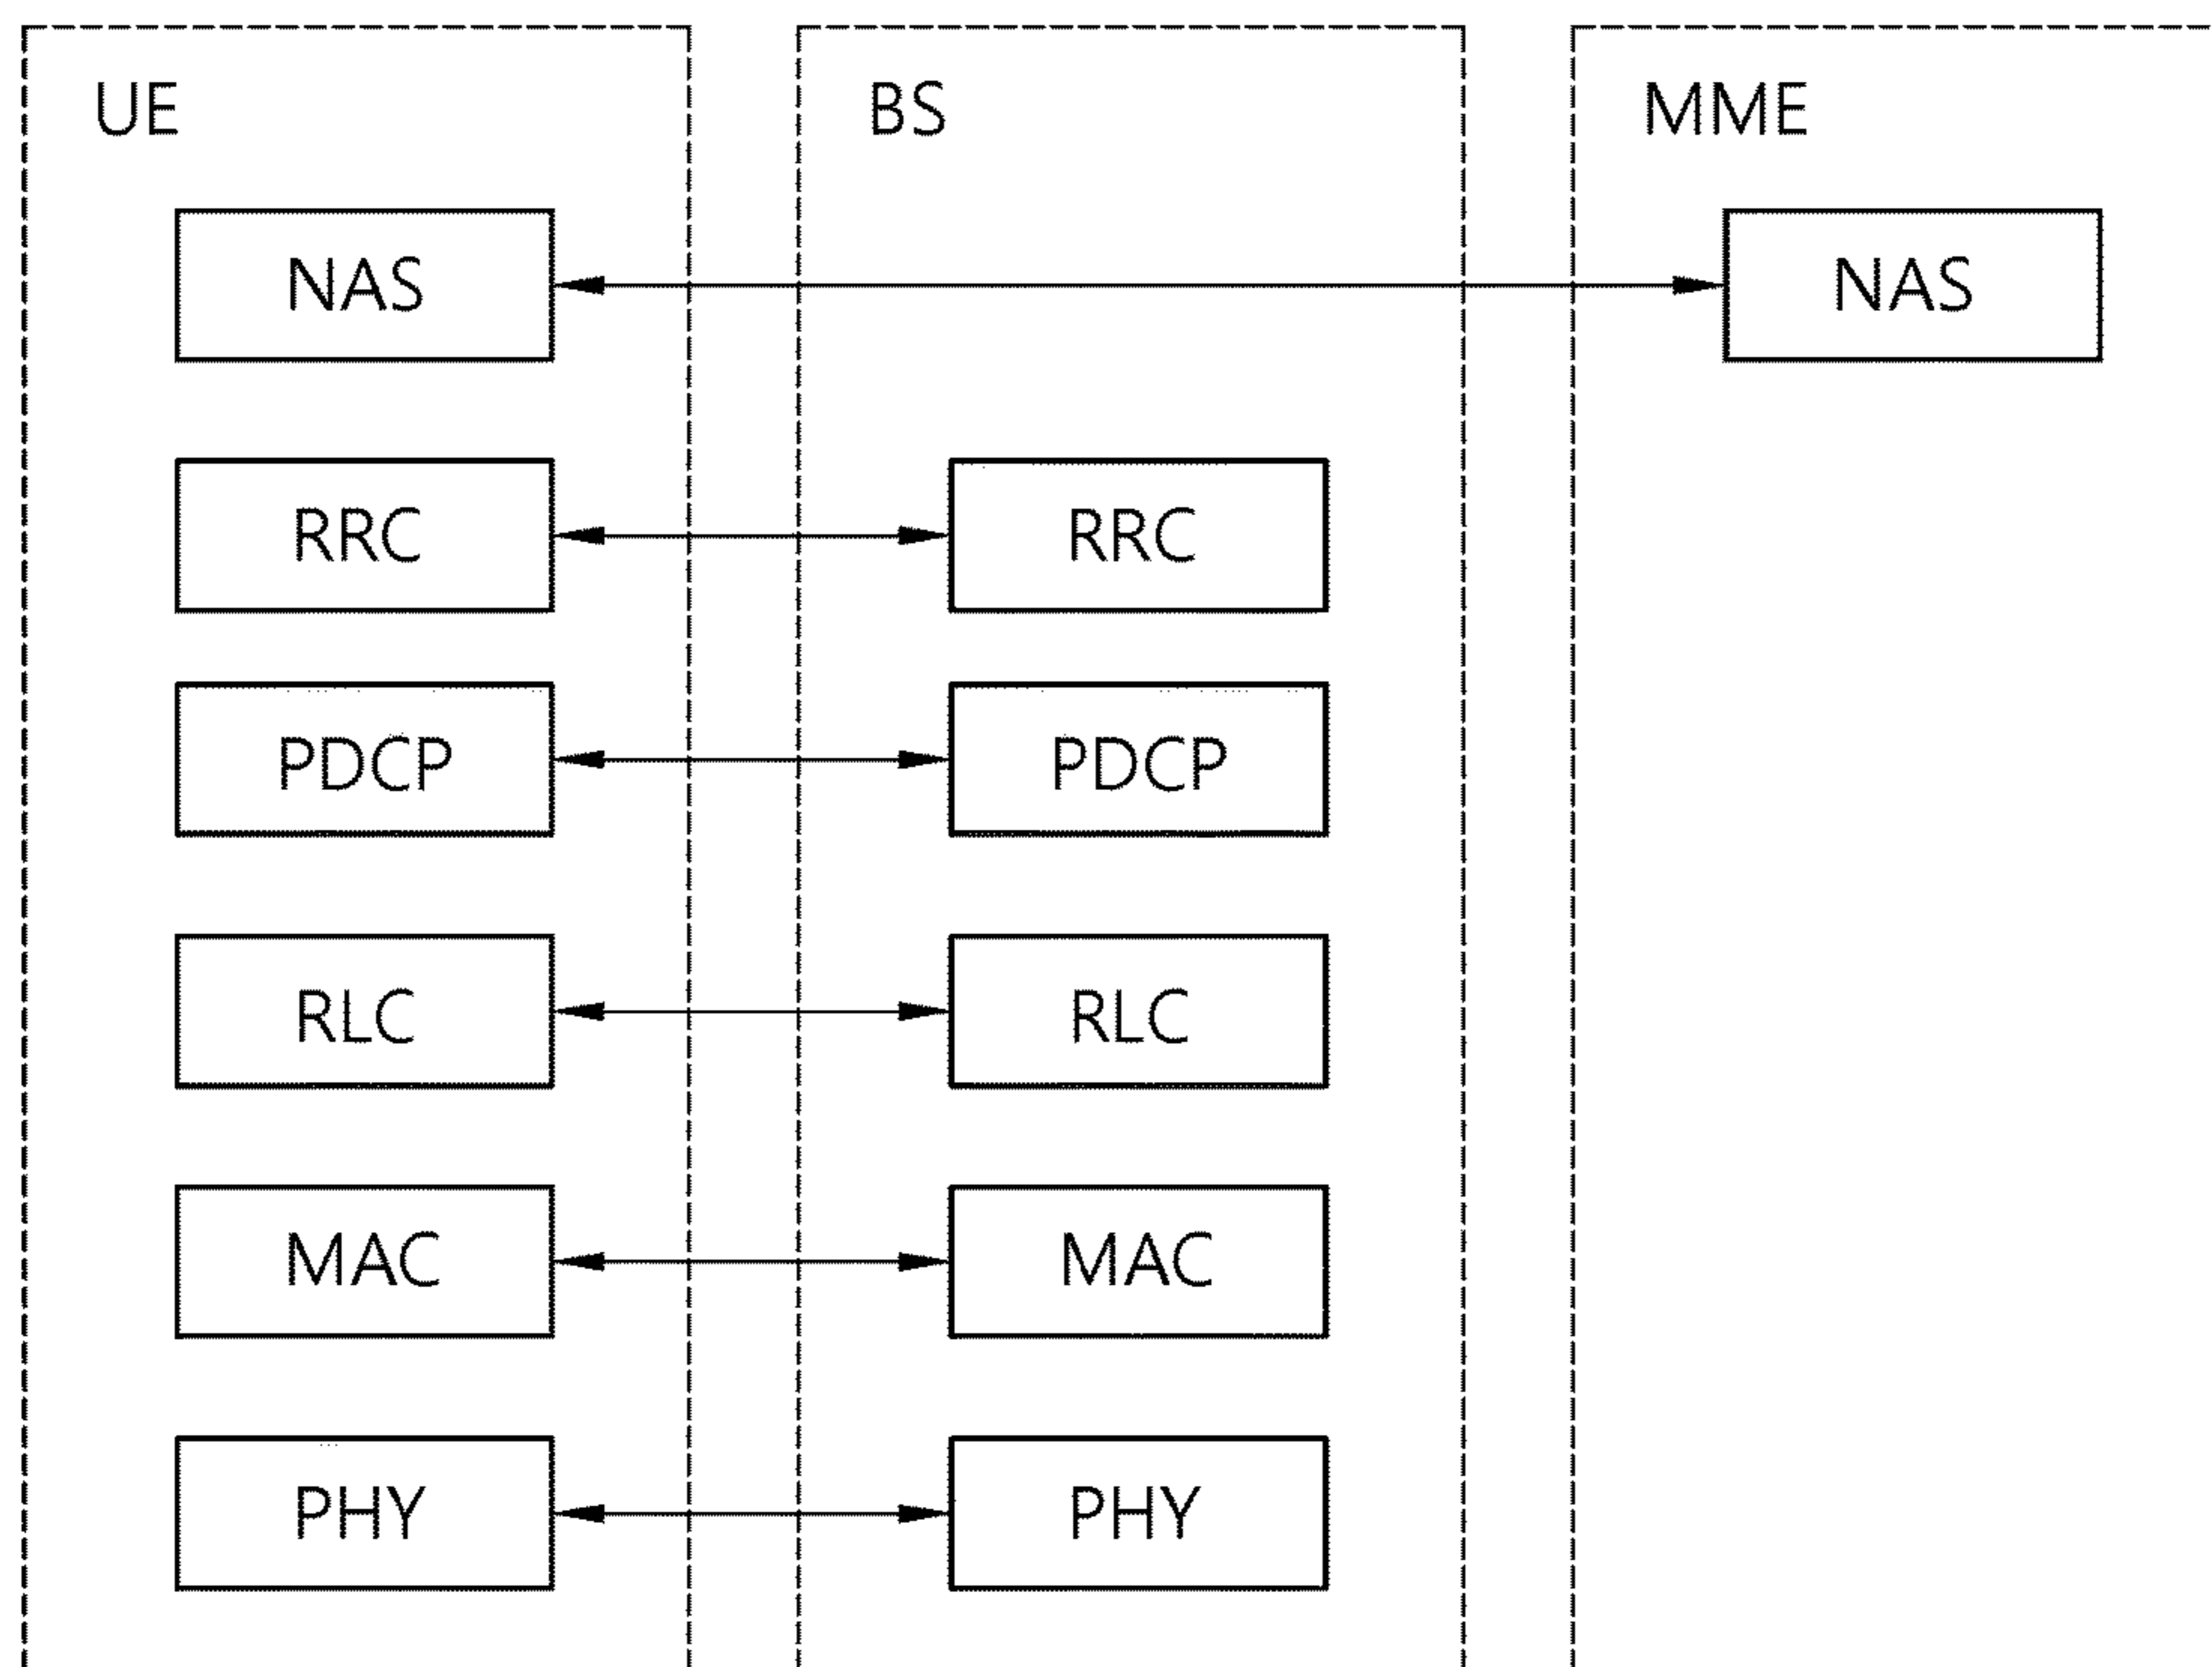 UE BS MME
NAS NAS
RRC RRC
PDCP PDCP
RLC RLC
MAC MAC
PHY PHY